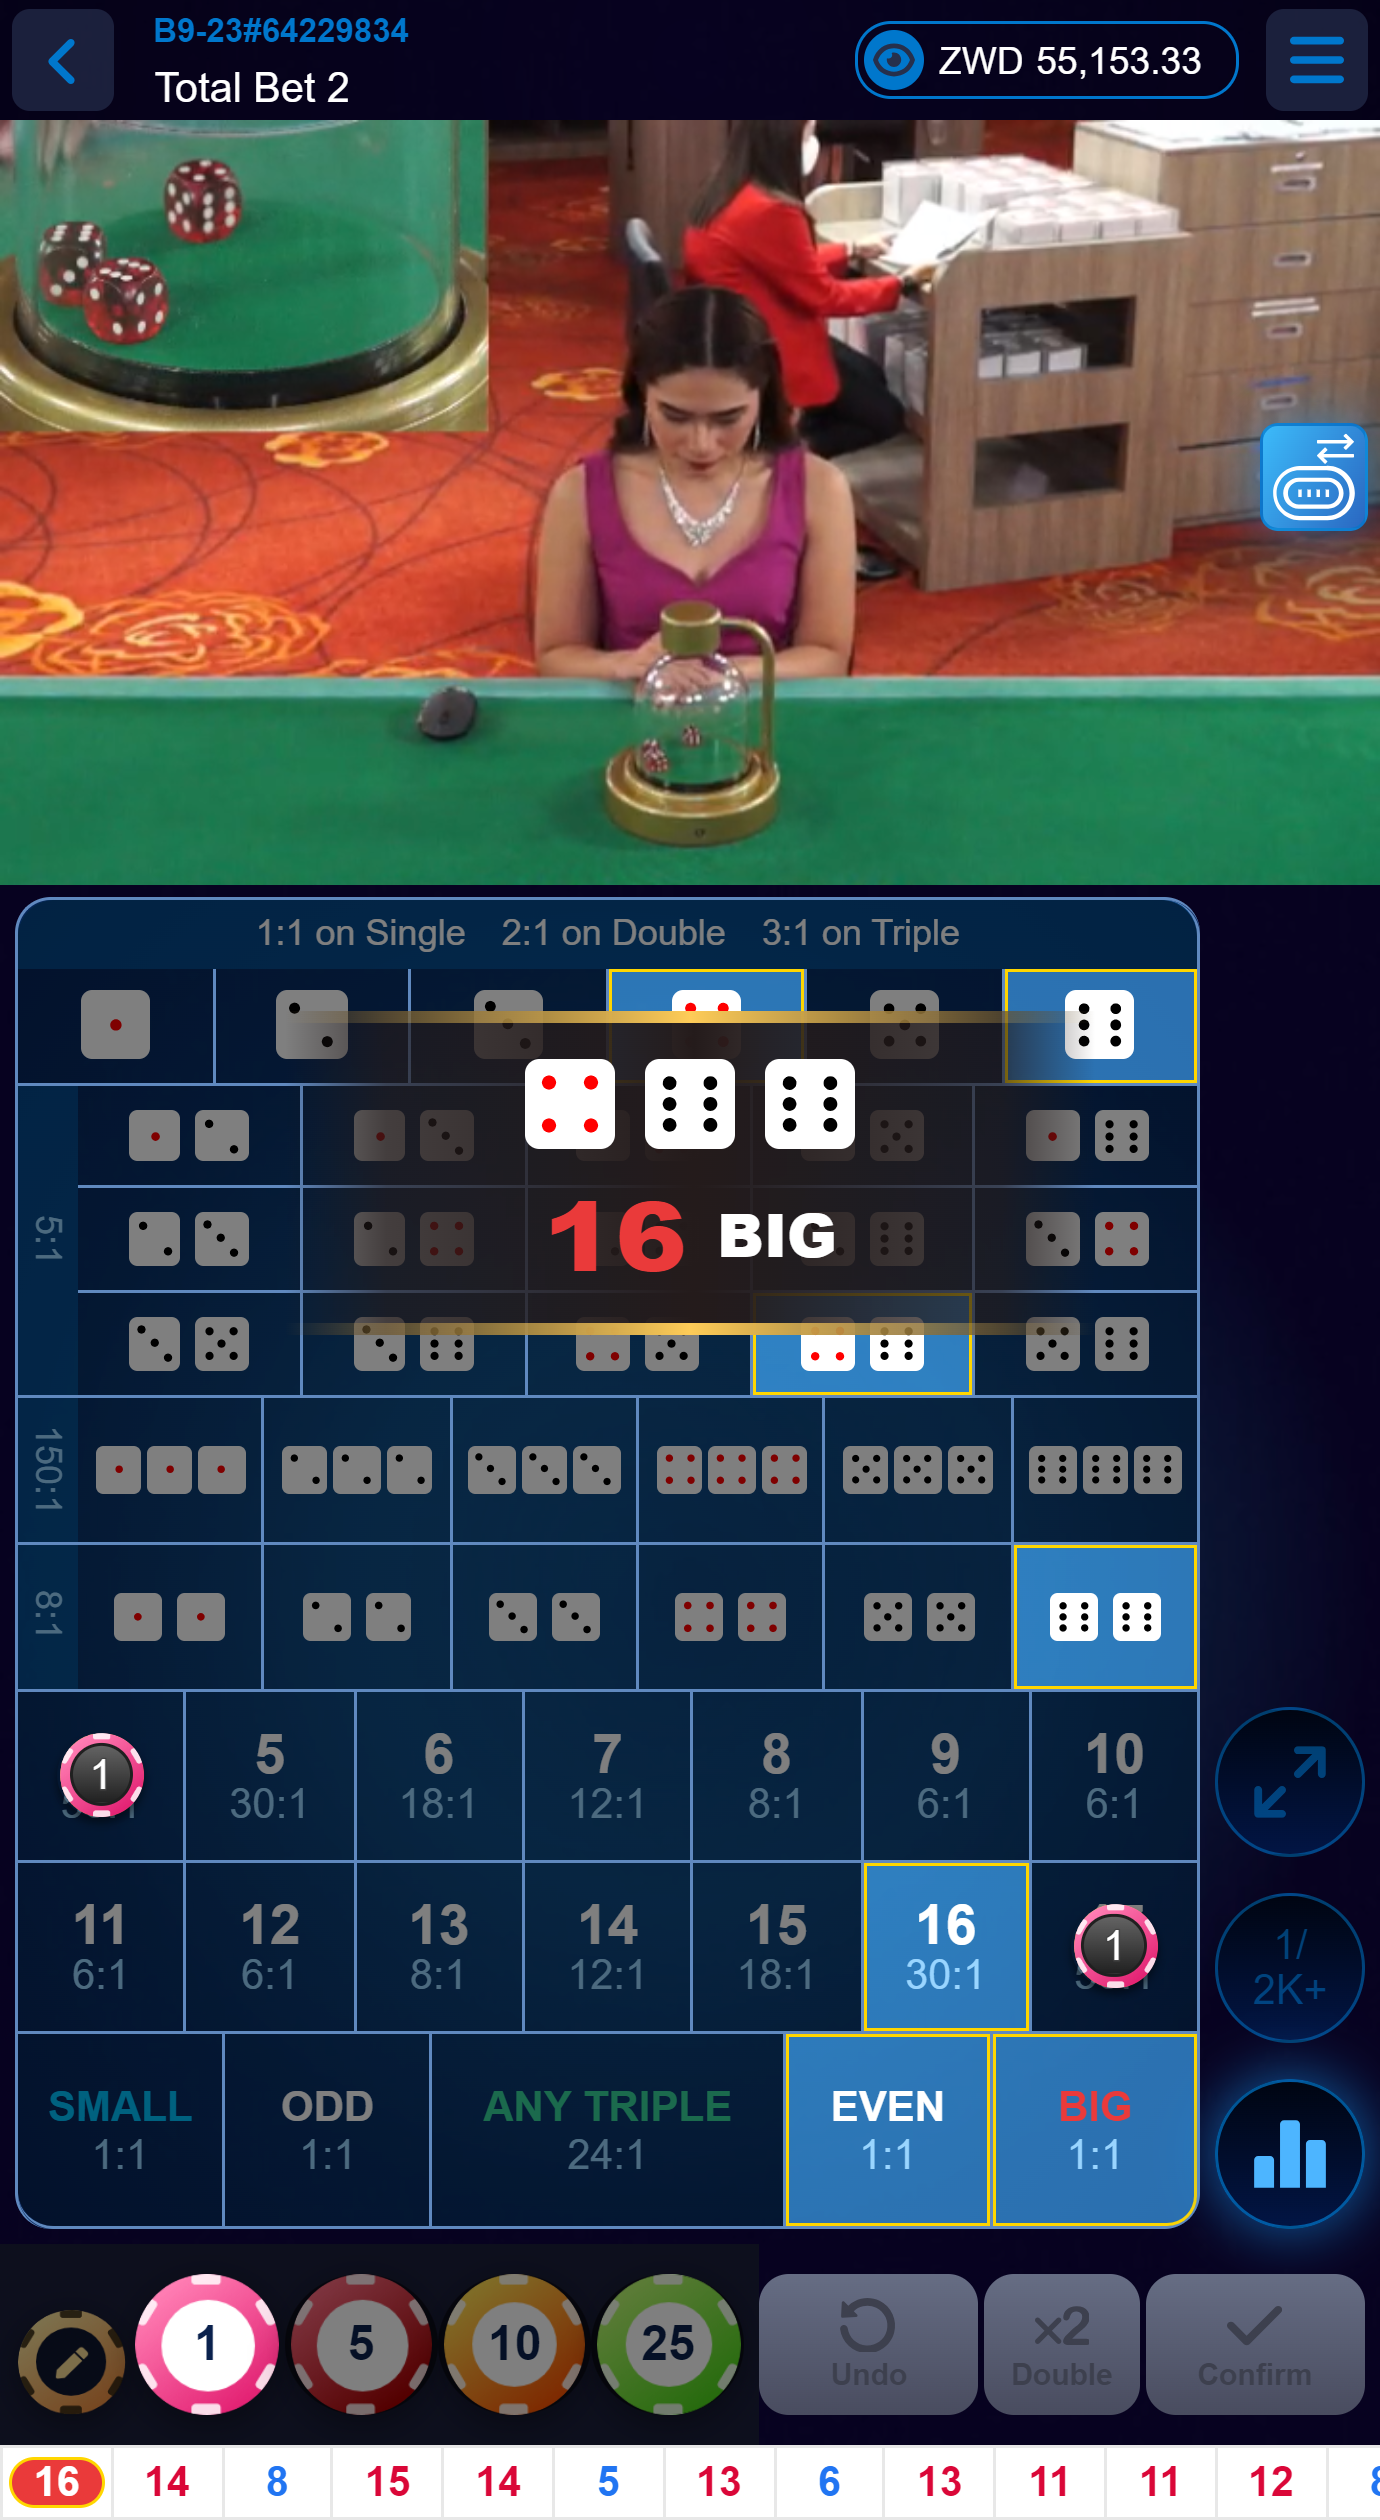 B9-23#64229834
Total Bet 2
ZWD 55,153.33
1:1 on Single 2:1 on Double 3:1 on Triple
16 BIG
5:1
150:1
8:1
1 5 6 7 8 9 10
30:1 18:1 12:1 8:1 6:1 6:1
11 12 13 14 15 16 1
6:1 6:1 8:1 12:1 18:1 30:1
1/
2K+
SMALL ODD ANY TRIPLE EVEN BIG
1:1 1:1 24:1 1:1 1:1
1 5 10 25
Undo
x2
Double
Confirm
16 14 8 15 14 5 13 6 13 11 11 12